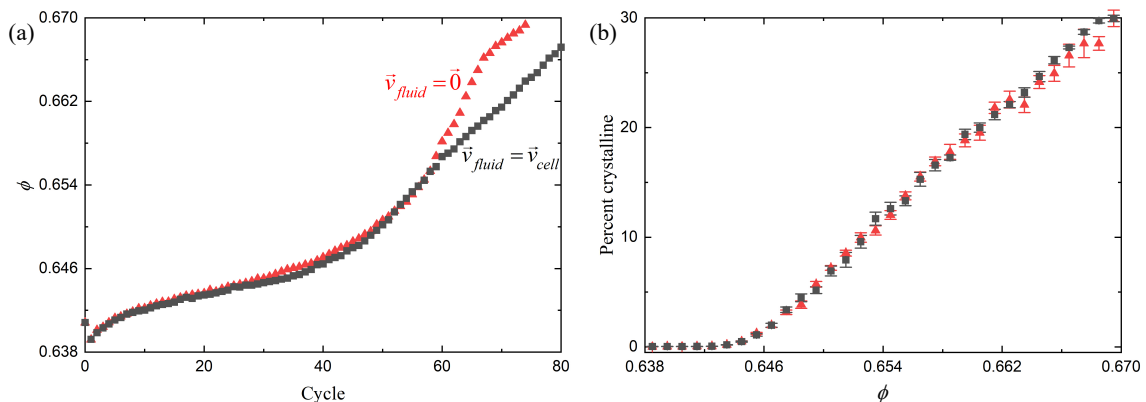 (a)
0.670
0.662
0.654
0.646
0.638
ϕ
0 20 40 60 80
Cycle
v⃗fluid = 0⃗
v⃗fluid = v⃗cell
(b)
30
20
10
0
Percent crystalline
0.638 0.646 0.654 0.662 0.670
ϕ